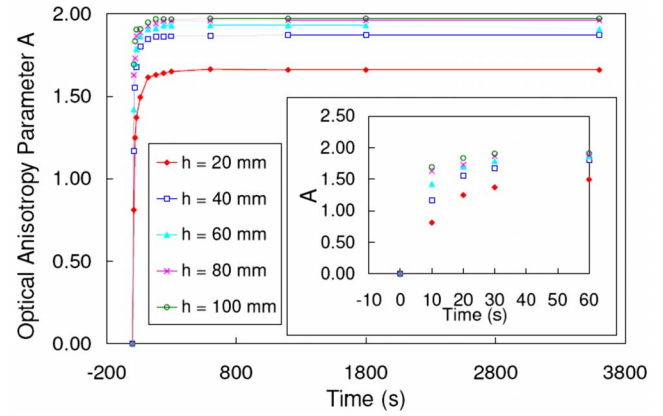 Optical Anisotropy Parameter A
2.00
1.50
1.00
0.50
0.00
-200
800
1800
2800
3800
Time (s)
h = 20 mm
h = 40 mm
h = 60 mm
h = 80 mm
h = 100 mm
A
2.50
2.00
1.50
1.00
0.50
0.00
-10 0 10 20 30 40 50 60
Time (s)